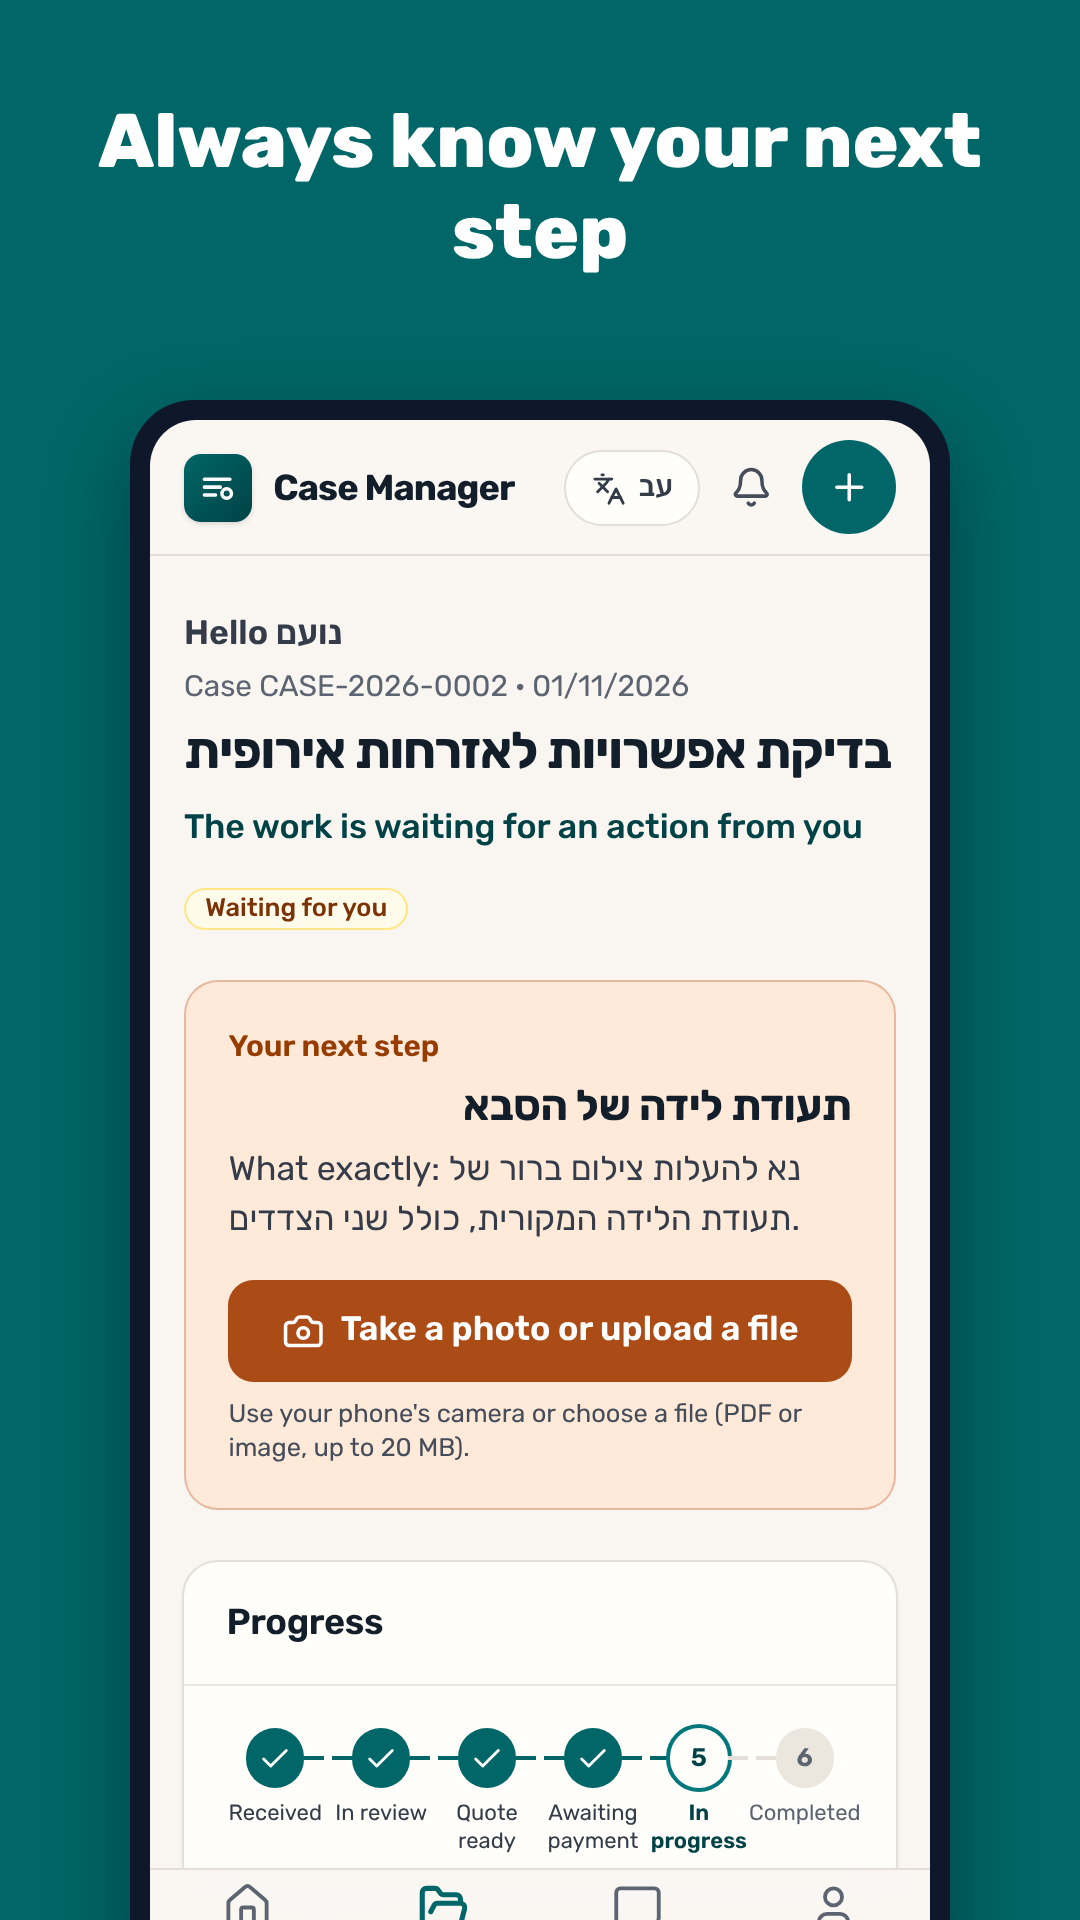 Always know your next
step
Case Manager
עב
Hello נועם
Case CASE-2026-0002 • 01/11/2026
בדיקת אפשרויות לאזרחות אירופית
The work is waiting for an action from you
Waiting for you
Your next step
תעודת לידה של הסבא
What exactly: נא להעלות צילום ברור של
תעודת הלידה המקורית, כולל שני הצדדים.
Take a photo or upload a file
Use your phone's camera or choose a file (PDF or
image, up to 20 MB).
Progress
5 6
Received In review Quote ready Awaiting payment In progress Completed